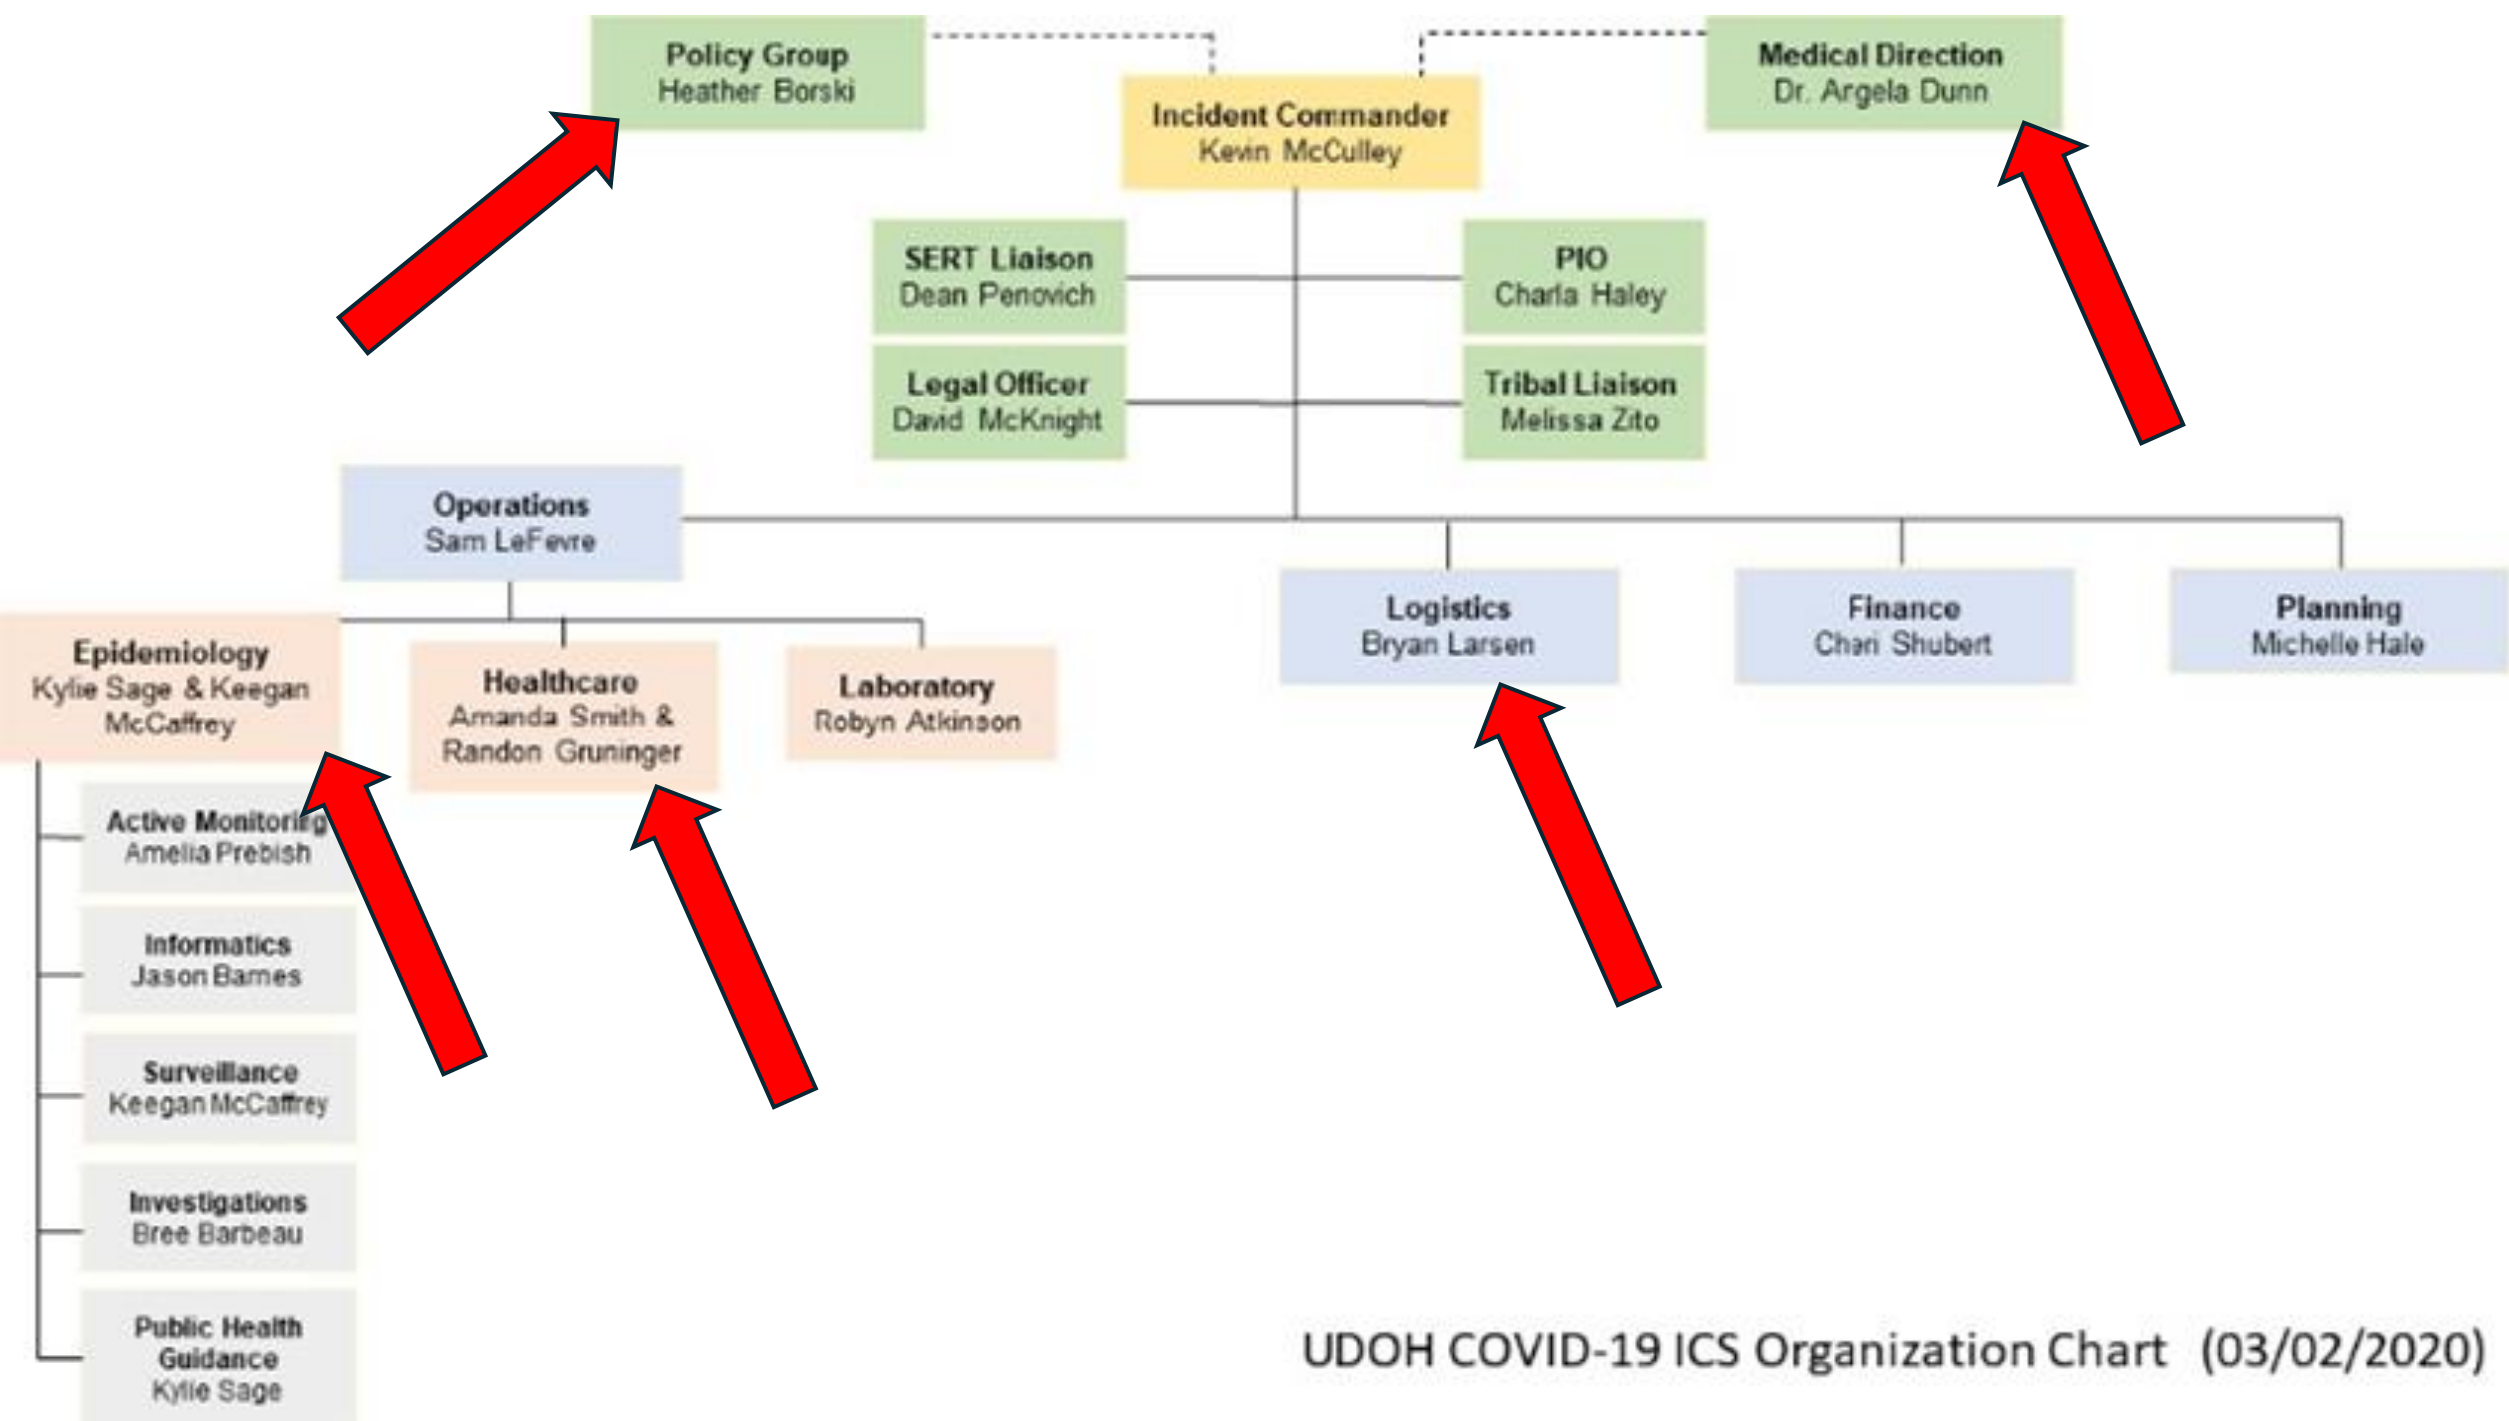 Policy Group
Heather Borski
Medical Direction
Dr. Argela Dunn
Incident Commander
Kevin McCulley
SERT Liaison
Dean Penovich
PIO
Charla Haley
Legal Officer
David McKnight
Tribal Liaison
Melissa Zito
Operations
Sam LeFevre
Logistics
Bryan Larsen
Finance
Cheri Shubert
Planning
Michelle Hale
Epidemiology
Kylie Sage & Keegan
McCaffrey
Healthcare
Amanda Smith &
Randon Gruninger
Laboratory
Robyn Atkinson
Active Monitoring
Amelia Prebish
Informatics
Jason Barnes
Surveillance
Keegan McCaffrey
Investigations
Bree Barbeau
Public Health
Guidance
Kylie Sage
UDOH COVID-19 ICS Organization Chart (03/02/2020)